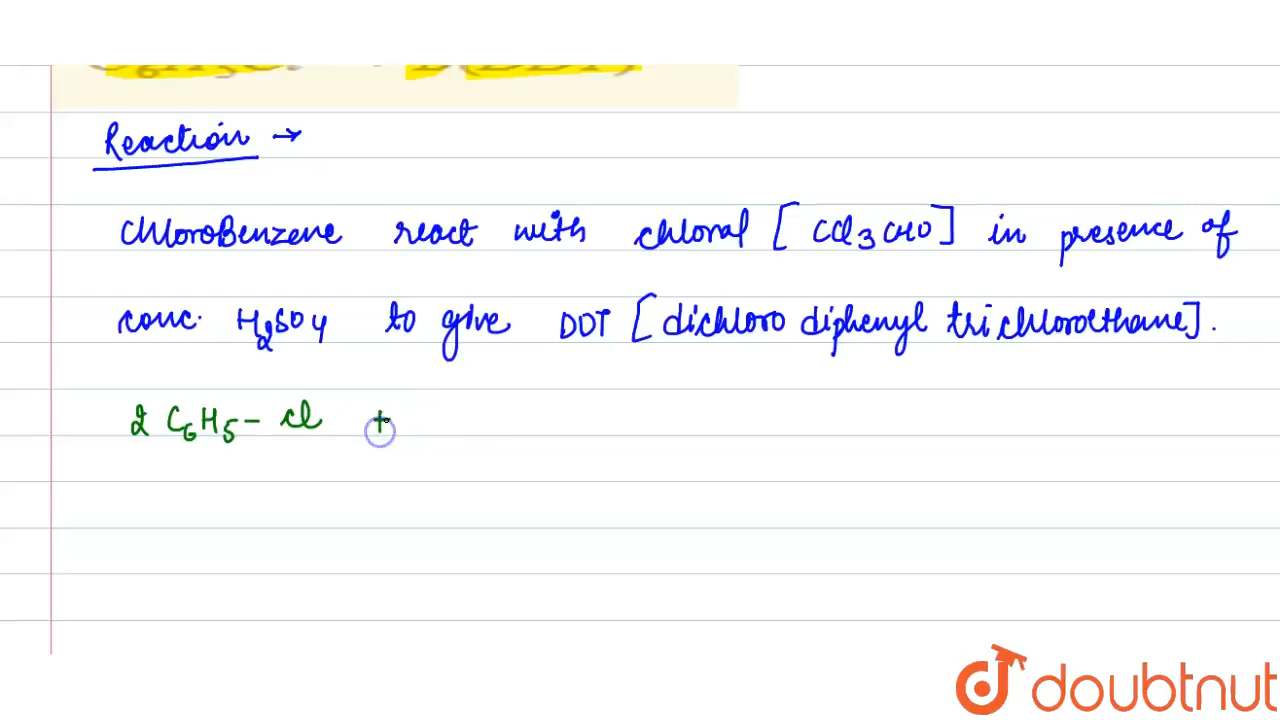 Reaction →
ChloroBenzene react with chloral [CCl3CHO] in presence of
conc. H2SO4 to give DDT [dichloro diphenyl trichloroethane].
2 C6H5 - Cl +
doubtnut